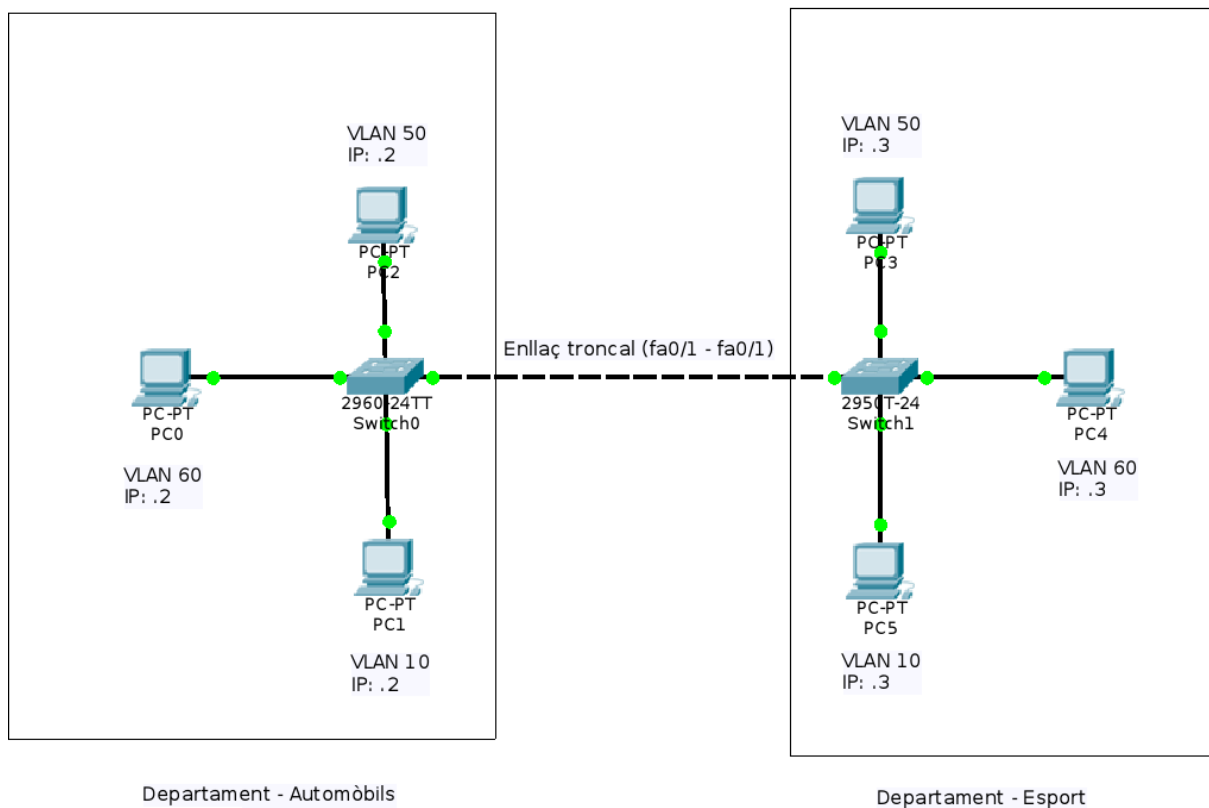 VLAN 50
IP: .2
PC-PT
PC2
PC-PT
PC0
VLAN 60
IP: .2
2960-24TT
Switch0
PC-PT
PC1
VLAN 10
IP: .2
Departament - Automòbils
Enllaç troncal (fa0/1 - fa0/1)
VLAN 50
IP: .3
PC-PT
PC3
2950T-24
Switch1
PC-PT
PC4
VLAN 60
IP: .3
PC-PT
PC5
VLAN 10
IP: .3
Departament - Esport